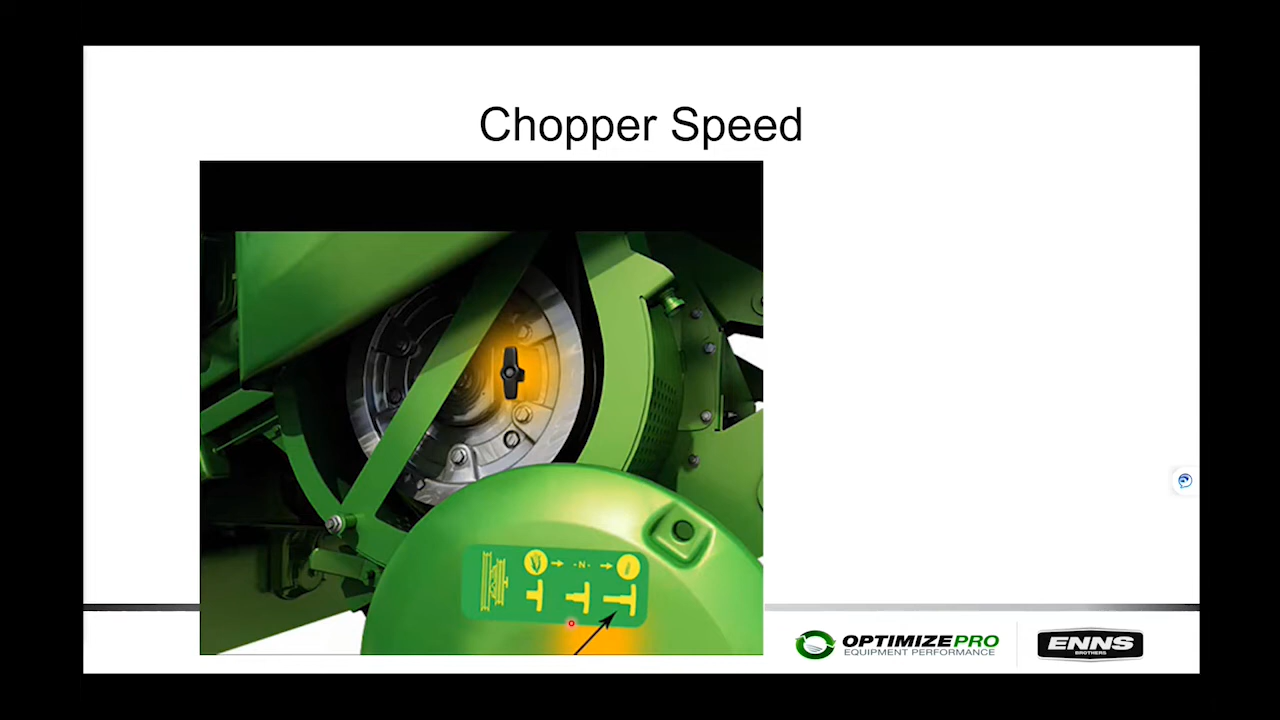 Chopper Speed
- N -
OPTIMIZEPRO
EQUIPMENT PERFORMANCE
ENNS
BROTHERS